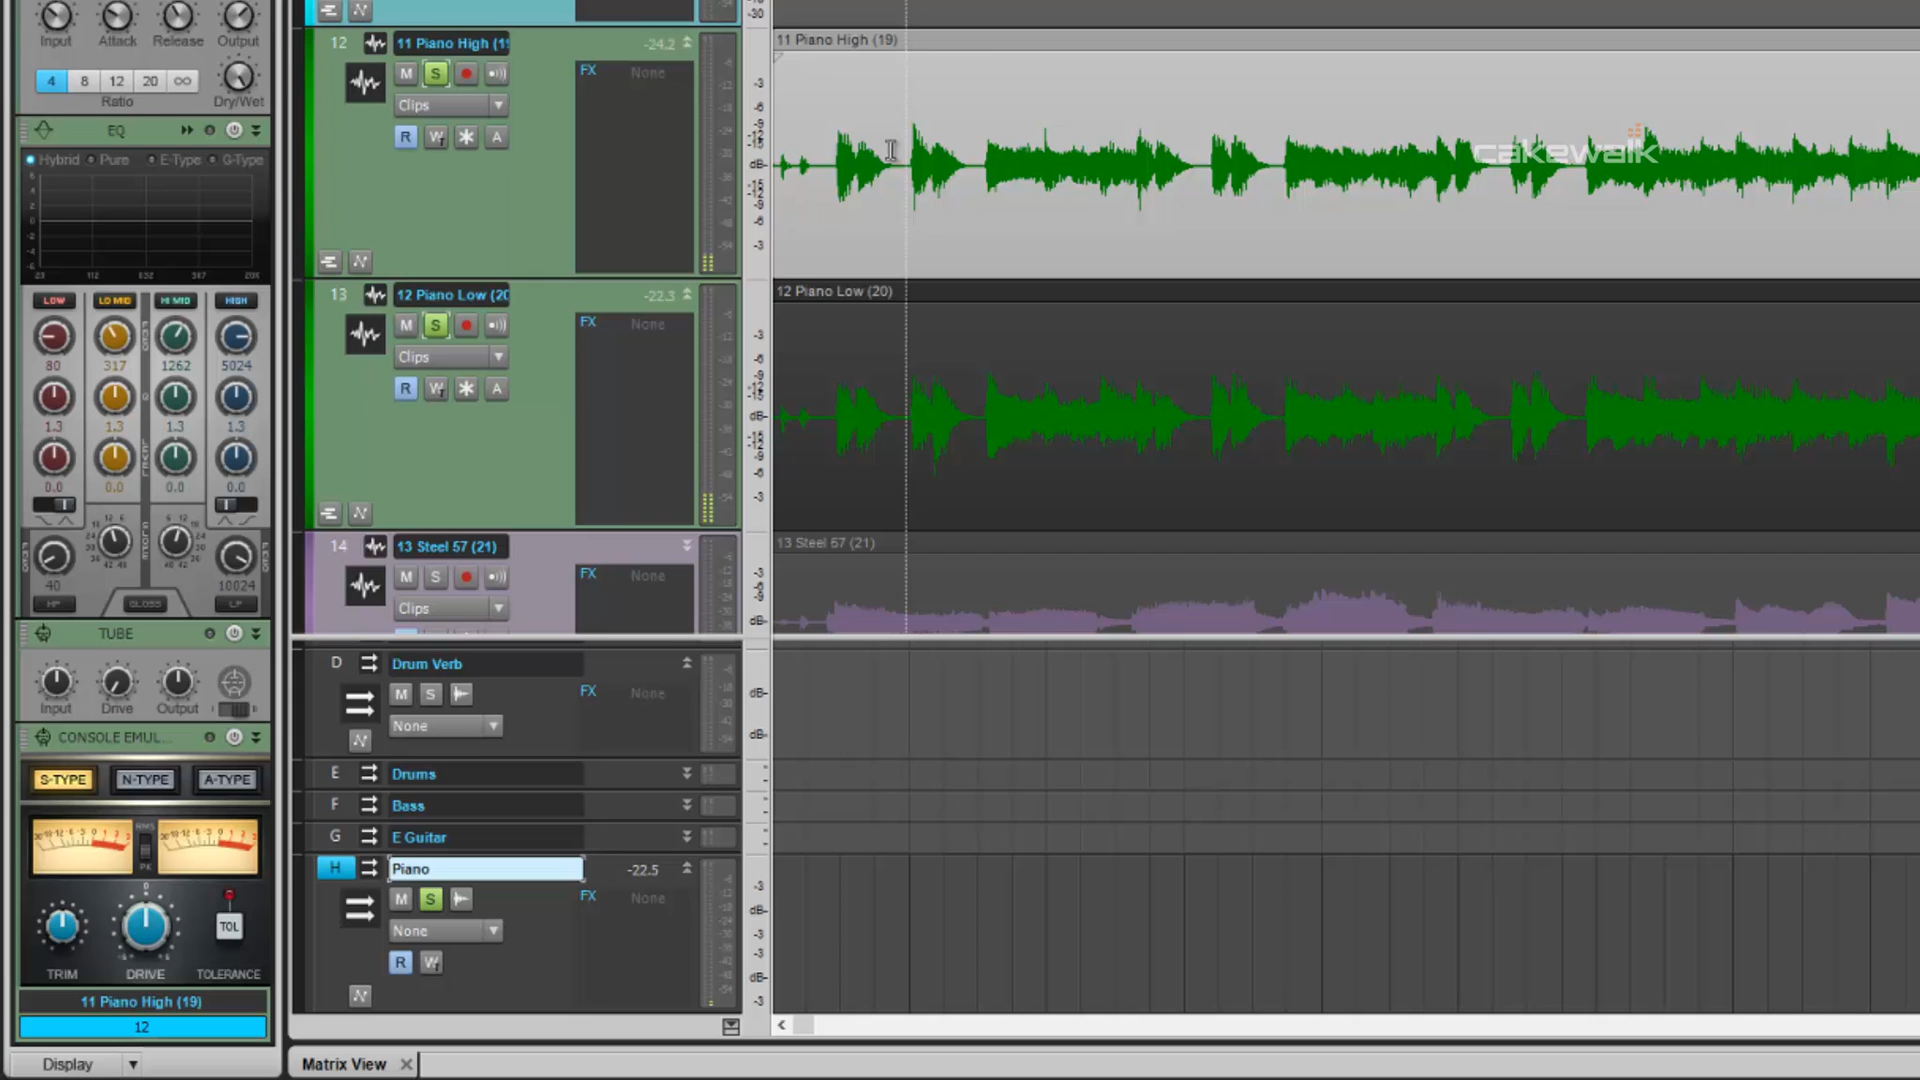 Input Attack Release Output
4 8 12 20 ∞
Ratio Dry/Wet
EQ
Hybrid Pure E-Type G-Type
LOW LO MID HI MID HIGH
80 317 1262 5024
1.3 1.3 1.3 1.3
0.0 0.0 0.0 0.0
40 10024
HP GLOSS LP
TUBE
Input Drive Output
CONSOLE EMUL...
S-TYPE N-TYPE A-TYPE
TRIM DRIVE TOLERANCE
TOL
11 Piano High (19)
12
Display
12 11 Piano High (1 -24.2
M S
FX None
Clips
R W A
13 12 Piano Low (20 -22.3
M S
FX None
Clips
R W A
14 13 Steel 57 (21)
M S
FX None
Clips
D Drum Verb
M S
FX None
None
E Drums
F Bass
G E Guitar
H Piano -22.5
M S
FX None
None
R W
11 Piano High (19)
cakewalk
12 Piano Low (20)
13 Steel 57 (21)
Matrix View